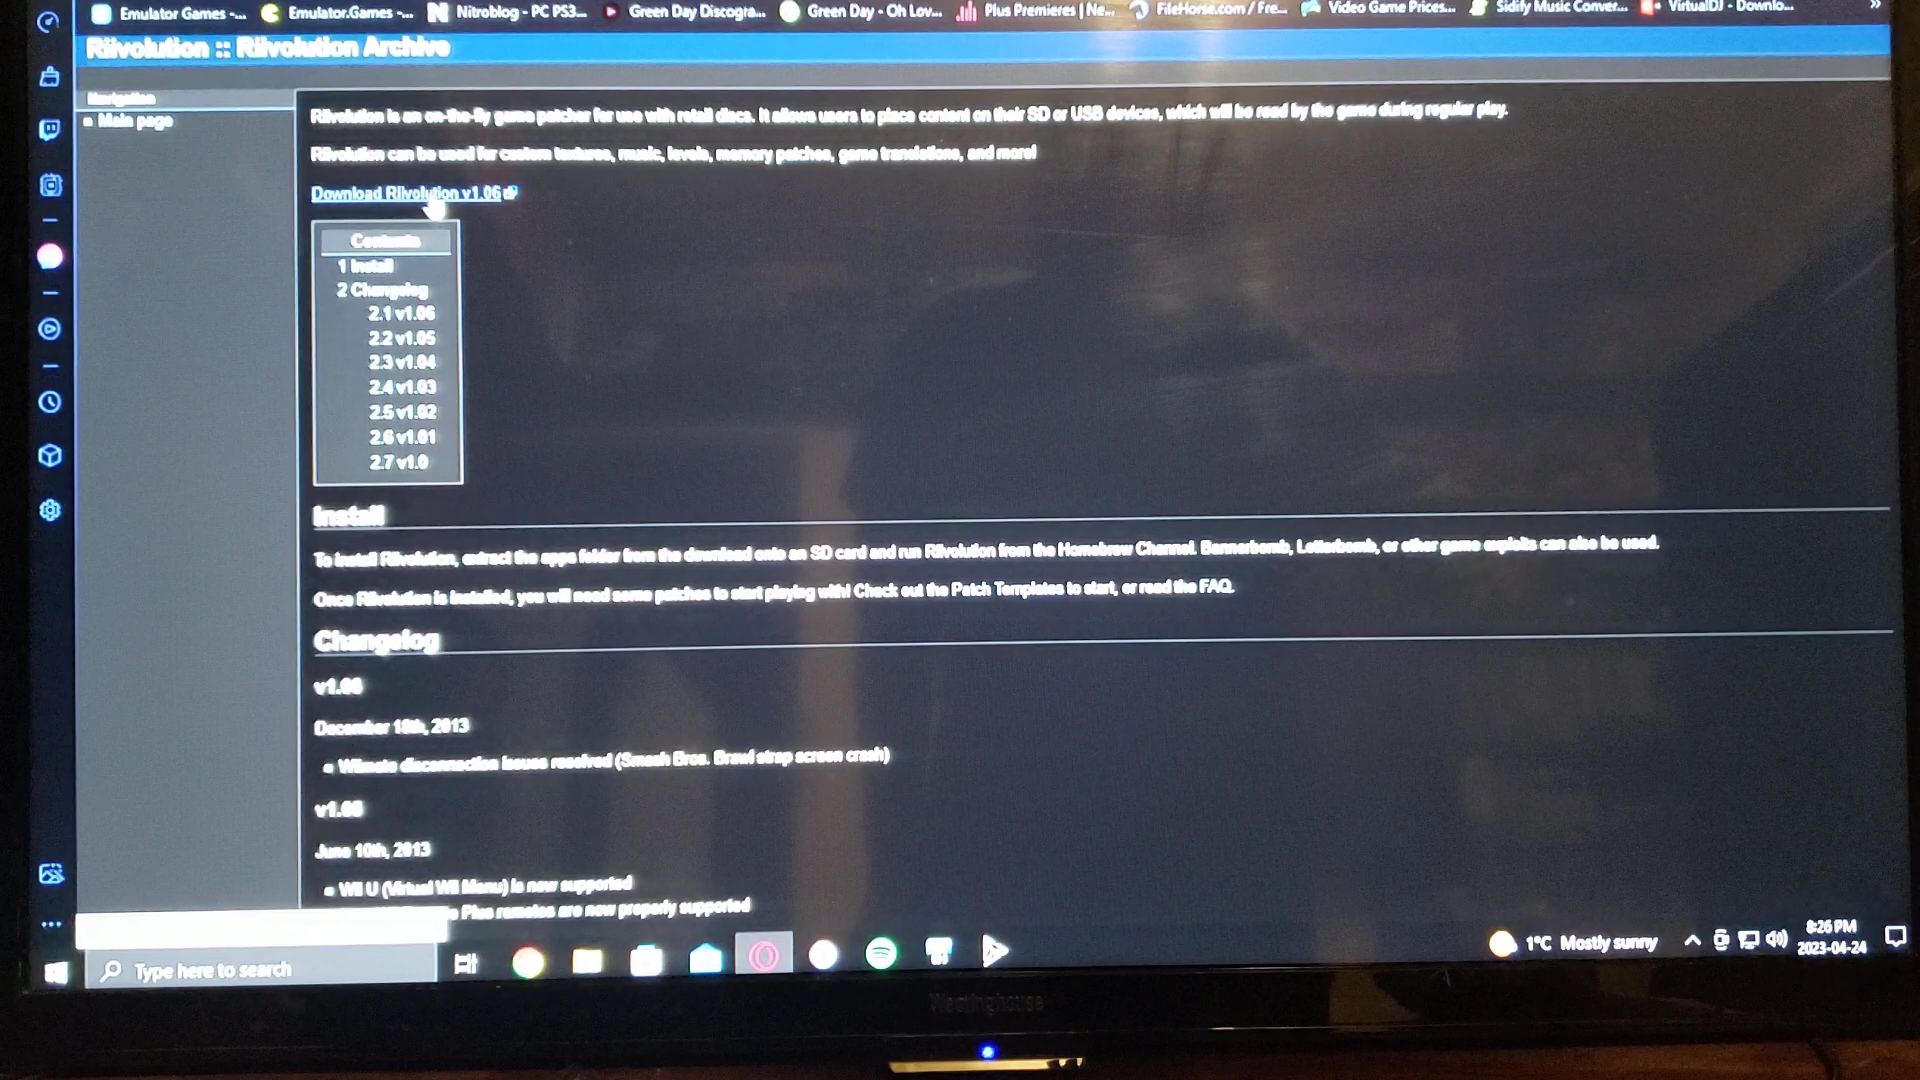 Emulator Games -... Emulator.Games -... Nitroblog - PC PS3... Green Day Discogra... Green Day - Oh Lov... Plus Premieres | Ne... FileHorse.com / Fre... Video Game Prices... Sidify Music Conver... VirtualDJ - Downlo... »
Riivolution :: Riivolution Archive
Navigation
Main page
Riivolution is an on-the-fly game patcher for use with retail discs. It allows users to place content on their SD or USB devices, which will be read by the game during regular play.
Riivolution can be used for custom textures, music, levels, memory patches, game translations, and more!
Download Riivolution v1.06
Contents
1 Install
2 Changelog
2.1 v1.06
2.2 v1.05
2.3 v1.04
2.4 v1.03
2.5 v1.02
2.6 v1.01
2.7 v1.0
Install
To install Riivolution, extract the apps folder from the download onto an SD card and run Riivolution from the Homebrew Channel. Bannerbomb, Letterbomb, or other game exploits can also be used.
Once Riivolution is installed, you will need some patches to start playing with! Check out the Patch Templates to start, or read the FAQ.
Changelog
v1.06
December 18th, 2013
Wiimote disconnection issues resolved (Smash Bros. Brawl strap screen crash)
v1.05
June 10th, 2013
Wii U (Virtual Wii Menu) is now supported
Plus remotes are now properly supported
Type here to search
1°C Mostly sunny
8:26 PM
2023-04-24
Westinghouse